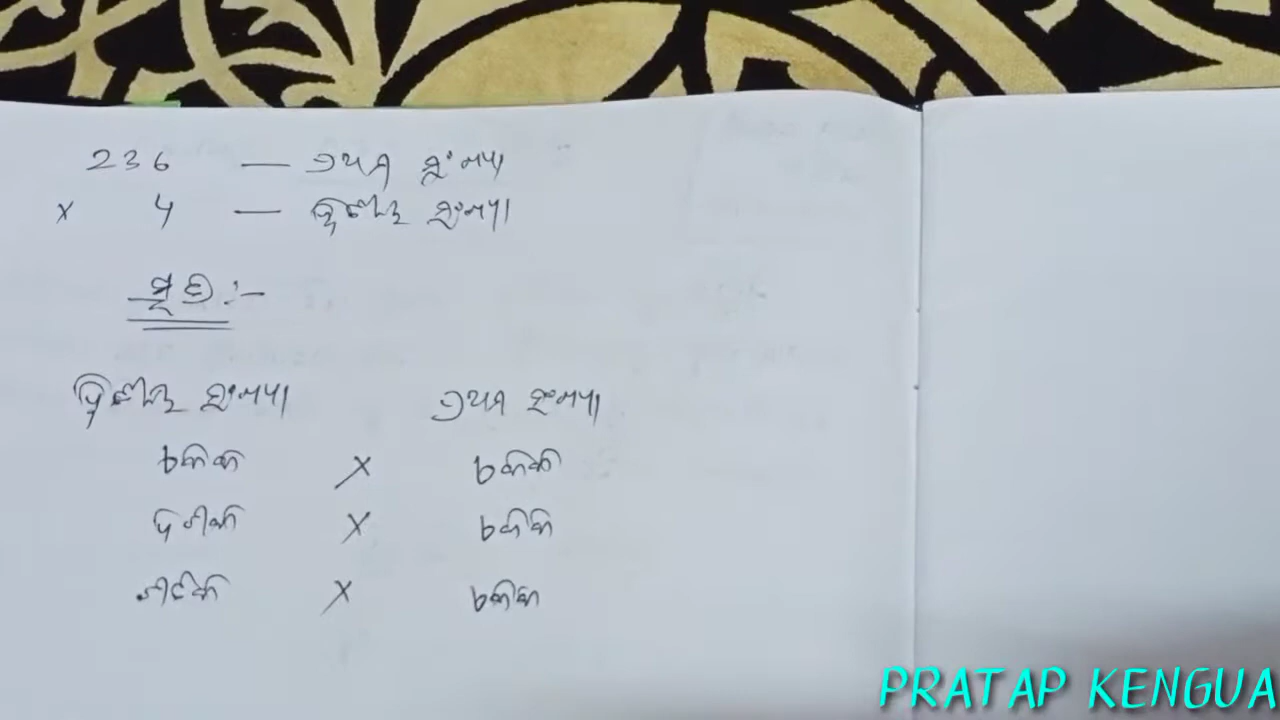 236 — ପ୍ରଥମ ସଂଖ୍ୟା
× 4 — ଦ୍ୱିତୀୟ ସଂଖ୍ୟା
ସୂତ୍ର :-
ଦ୍ୱିତୀୟ ସଂଖ୍ୟା ପ୍ରଥମ ସଂଖ୍ୟା
ଏକକ × ଏକକ
ଦଶକ × ଏକକ
ଶତକ × ଏକକ
PRATAP KENGUA